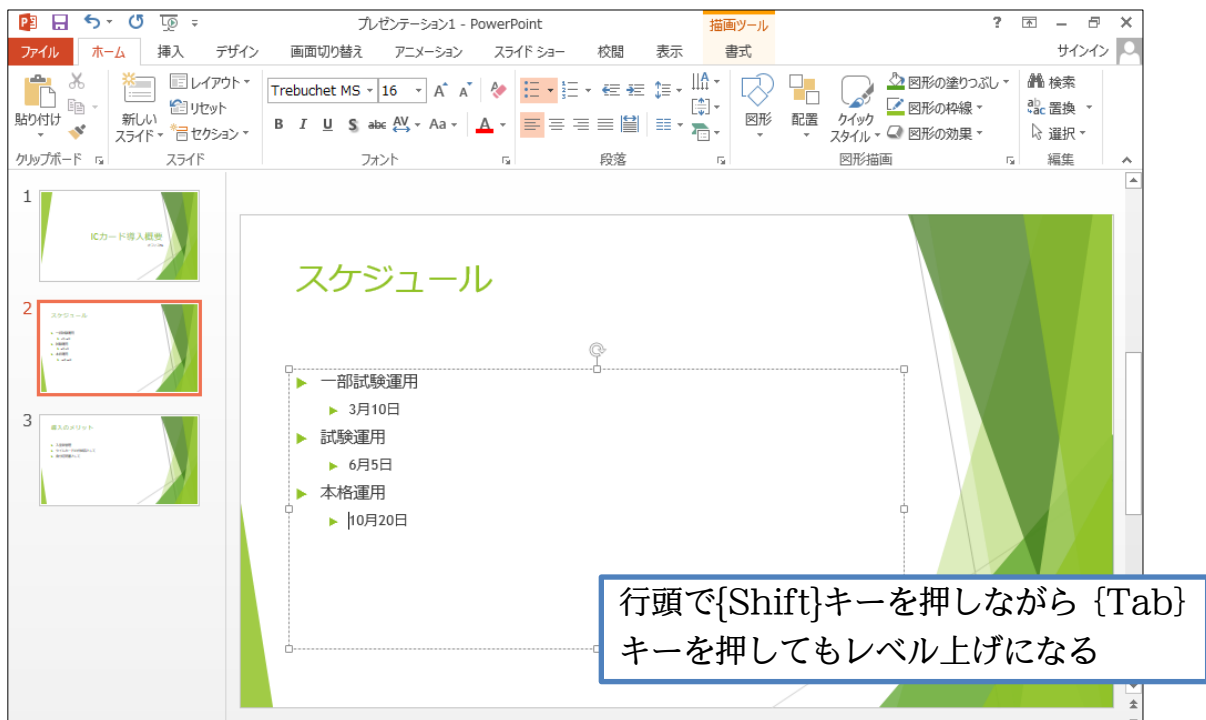 プレゼンテーション1 - PowerPoint
描画ツール
?
ファイル ホーム 挿入 デザイン 画面切り替え アニメーション スライド ショー 校閲 表示 書式 サインイン
貼り付け
新しい
スライド
レイアウト
リセット
セクション
Trebuchet MS 16 A A
B I U S abc AV Aa A
A
図形
配置
クイック
スタイル
図形の塗りつぶし
図形の枠線
図形の効果
検索
置換
選択
クリップボード スライド フォント 段落 図形描画 編集
1
ICカード導入概要
2
スケジュール
3
導入のメリット
スケジュール
一部試験運用
3月10日
試験運用
6月5日
本格運用
10月20日
行頭で{Shift}キーを押しながら {Tab}
キーを押してもレベル上げになる